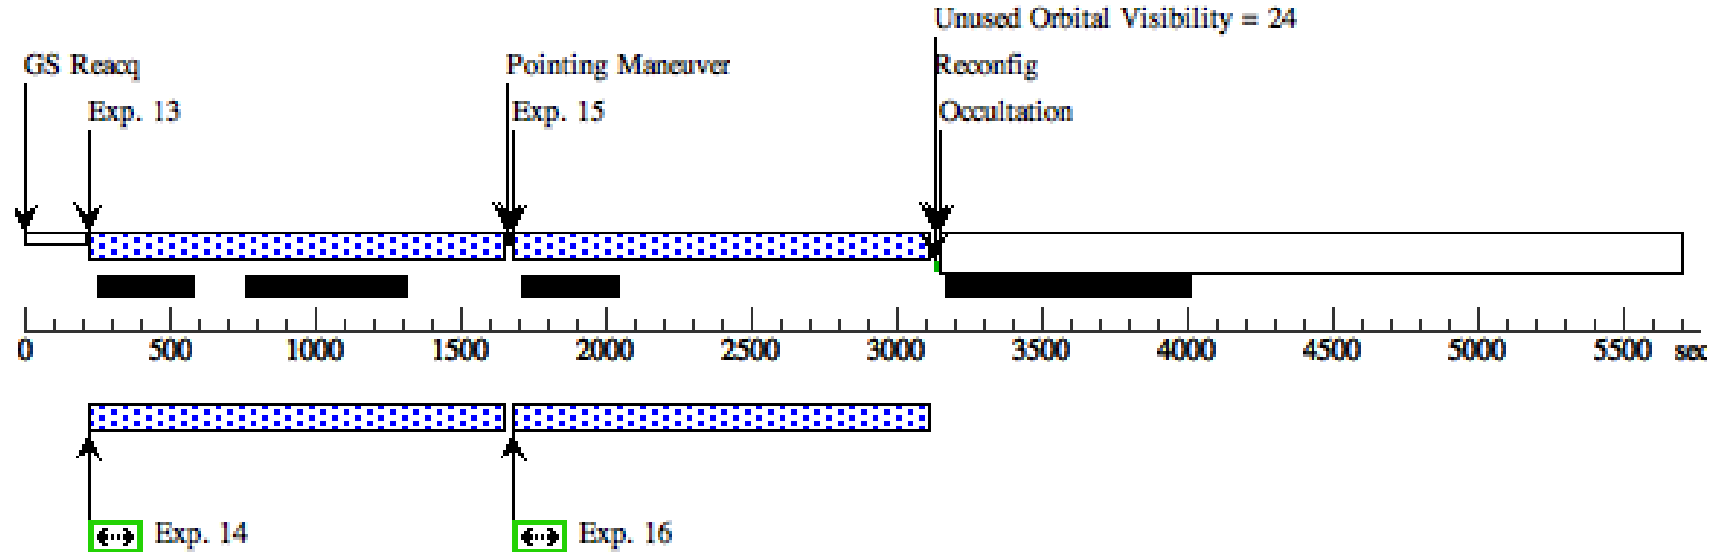 Unused Orbital Visibility = 24
GS Reacq Pointing Maneuver Reconfig
Exp. 13 Exp. 15 Occultation
0 500 1000 1500 2000 2500 3000 3500 4000 4500 5000 5500 sec
Exp. 14 Exp. 16